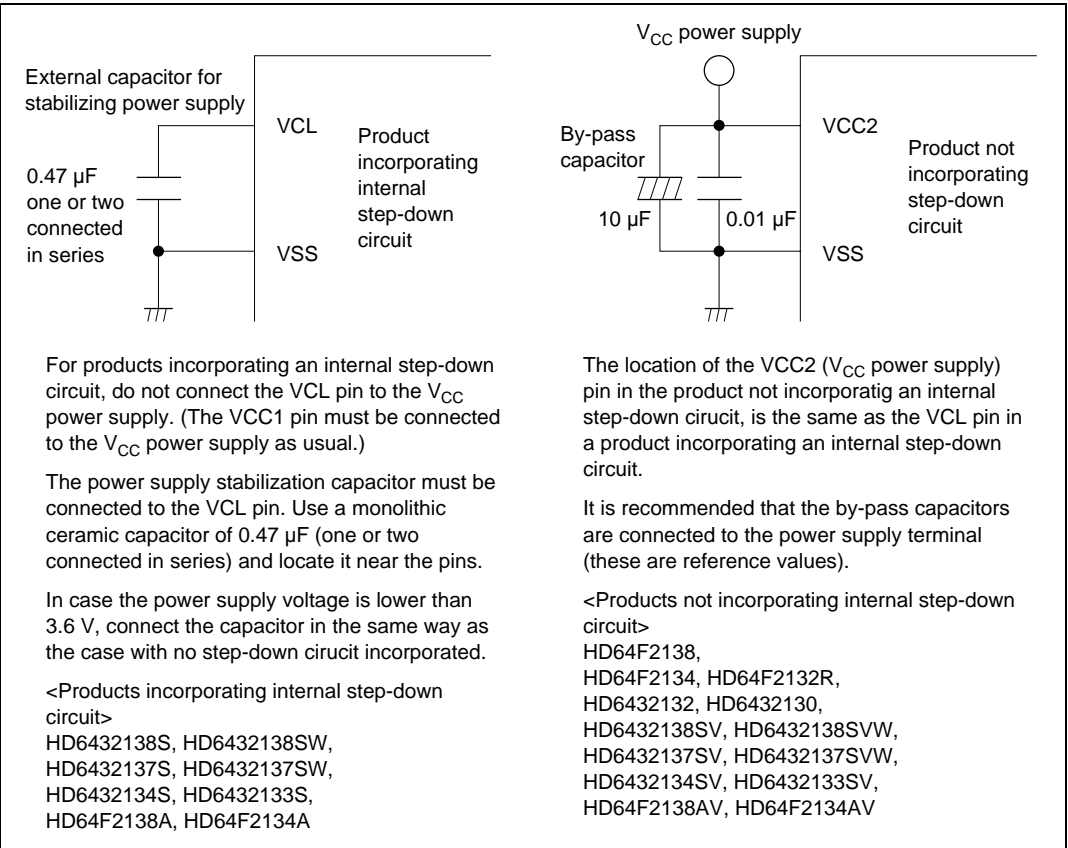 External capacitor for
stabilizing power supply
0.47 µF
one or two
connected
in series
VCL
VSS
Product
incorporating
internal
step-down
circuit
For products incorporating an internal step-down
circuit, do not connect the VCL pin to the VCC
power supply. (The VCC1 pin must be connected
to the VCC power supply as usual.)
The power supply stabilization capacitor must be
connected to the VCL pin. Use a monolithic
ceramic capacitor of 0.47 µF (one or two
connected in series) and locate it near the pins.
In case the power supply voltage is lower than
3.6 V, connect the capacitor in the same way as
the case with no step-down cirucit incorporated.
<Products incorporating internal step-down
circuit>
HD6432138S, HD6432138SW,
HD6432137S, HD6432137SW,
HD6432134S, HD6432133S,
HD64F2138A, HD64F2134A
VCC power supply
By-pass
capacitor
10 µF
0.01 µF
VCC2
VSS
Product not
incorporating
step-down
circuit
The location of the VCC2 (VCC power supply)
pin in the product not incorporatig an internal
step-down cirucit, is the same as the VCL pin in
a product incorporating an internal step-down
circuit.
It is recommended that the by-pass capacitors
are connected to the power supply terminal
(these are reference values).
<Products not incorporating internal step-down
circuit>
HD64F2138,
HD64F2134, HD64F2132R,
HD6432132, HD6432130,
HD6432138SV, HD6432138SVW,
HD6432137SV, HD6432137SVW,
HD6432134SV, HD6432133SV,
HD64F2138AV, HD64F2134AV